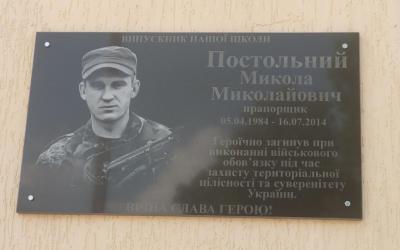 ВИПУСКНИК НАШОЇ ШКОЛИ
Постольний
Микола
Миколайович
прапорщик
05.04.1984 - 16.07.2014
Героїчно загинув при
виконанні військового
обов'язку під час
захисту територіальної
цілісності та суверенітету
України.
ВІЧНА СЛАВА ГЕРОЮ!